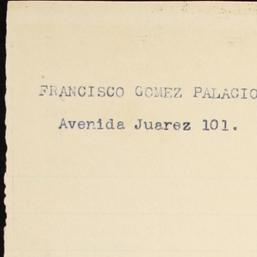 FRANCISCO GOMEZ PALACIO
Avenida Juarez 101.